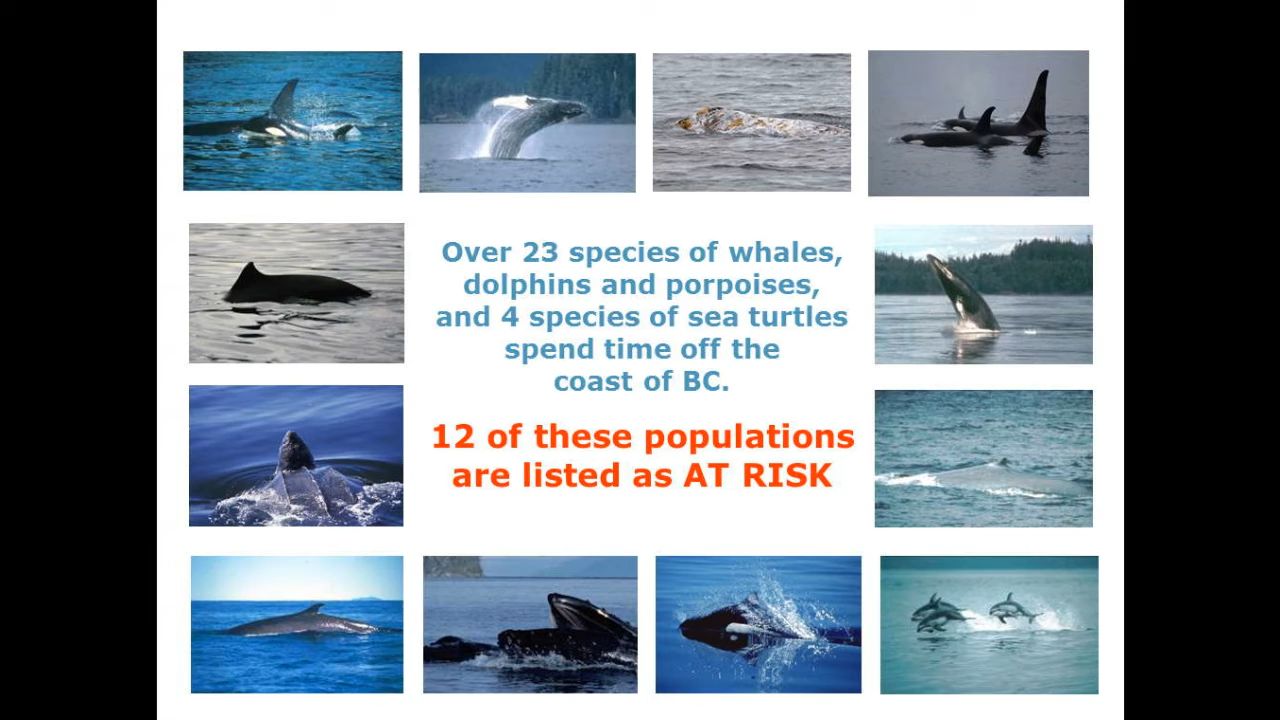 Over 23 species of whales,
dolphins and porpoises,
and 4 species of sea turtles
spend time off the
coast of BC.
12 of these populations
are listed as AT RISK